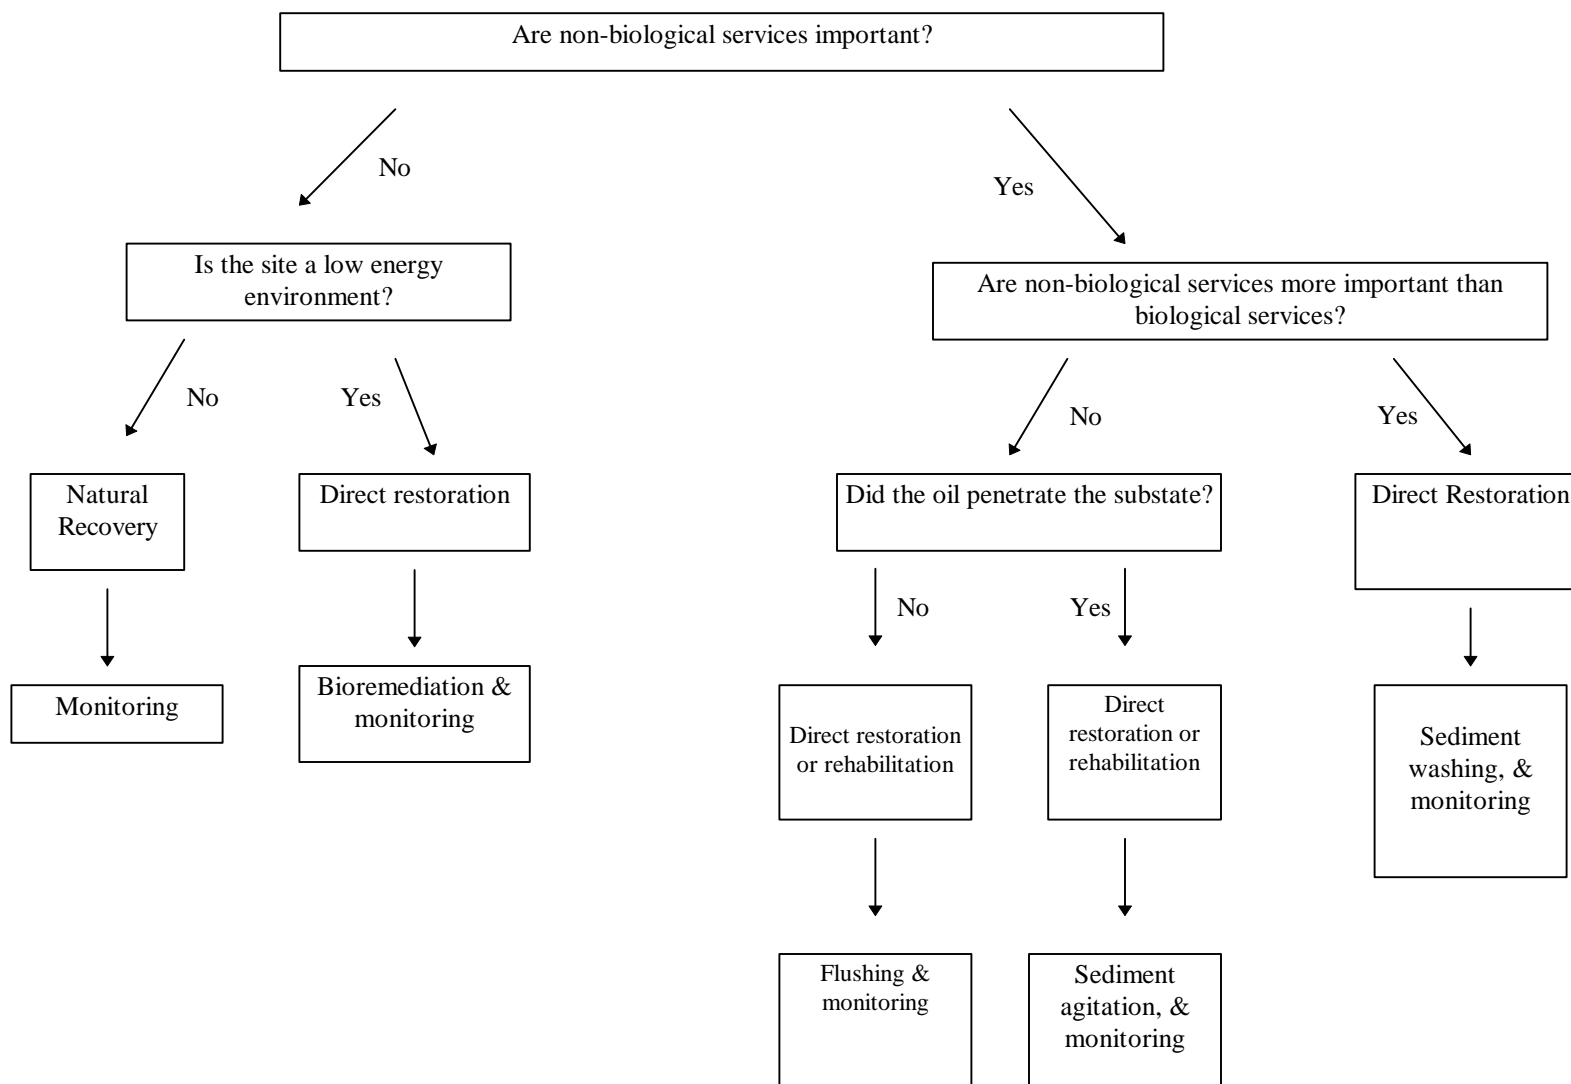 Are non-biological services important?
No
Yes
Is the site a low energy
environment?
Are non-biological services more important than
biological services?
No
Yes
No
Yes
Natural
Recovery
Direct restoration
Did the oil penetrate the substate?
Direct Restoration
No
Yes
Monitoring
Bioremediation &
monitoring
Direct restoration
or rehabilitation
Direct
restoration or
rehabilitation
Sediment
washing, &
monitoring
Flushing &
monitoring
Sediment
agitation, &
monitoring